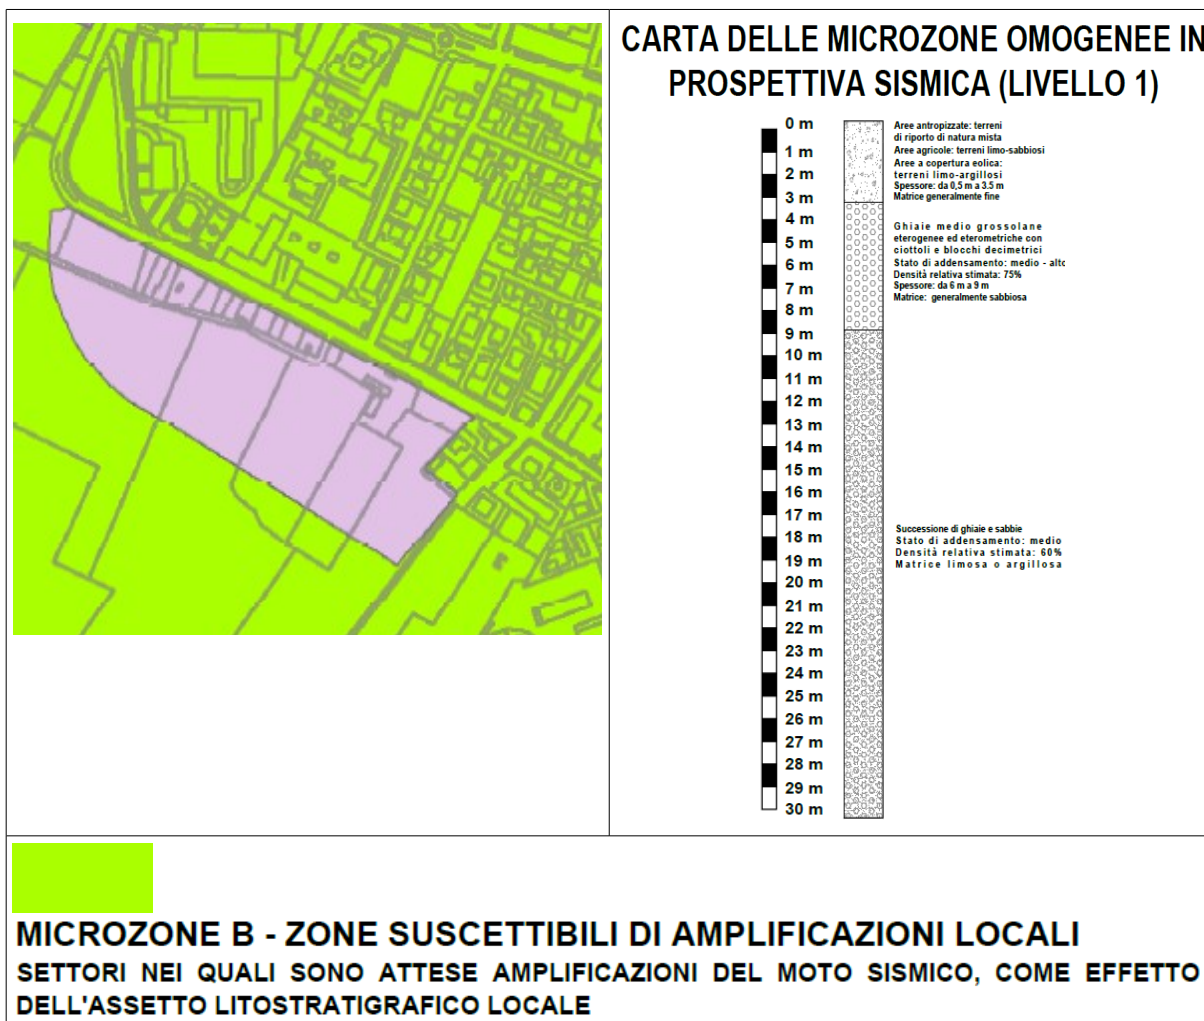 CARTA DELLE MICROZONE OMOGENEE IN
PROSPETTIVA SISMICA (LIVELLO 1)
0 m
1 m
2 m
3 m
4 m
5 m
6 m
7 m
8 m
9 m
10 m
11 m
12 m
13 m
14 m
15 m
16 m
17 m
18 m
19 m
20 m
21 m
22 m
23 m
24 m
25 m
26 m
27 m
28 m
29 m
30 m
Aree antropizzate: terreni
di riporto di natura mista
Aree agricole: terreni limo-sabbiosi
Aree a copertura eolica:
terreni limo-argillosi
Spessore: da 0,5 m a 3.5 m
Matrice generalmente fine
Ghiaie medio grossolane
eterogenee ed eterometriche con
ciottoli e blocchi decimetrici
Stato di addensamento: medio - alto
Densità relativa stimata: 75%
Spessore: da 6 m a 9 m
Matrice: generalmente sabbiosa
Successione di ghiaie e sabbie
Stato di addensamento: medio
Densità relativa stimata: 60%
Matrice limosa o argillosa
MICROZONE B - ZONE SUSCETTIBILI DI AMPLIFICAZIONI LOCALI
SETTORI NEI QUALI SONO ATTESE AMPLIFICAZIONI DEL MOTO SISMICO, COME EFFETTO
DELL'ASSETTO LITOSTRATIGRAFICO LOCALE